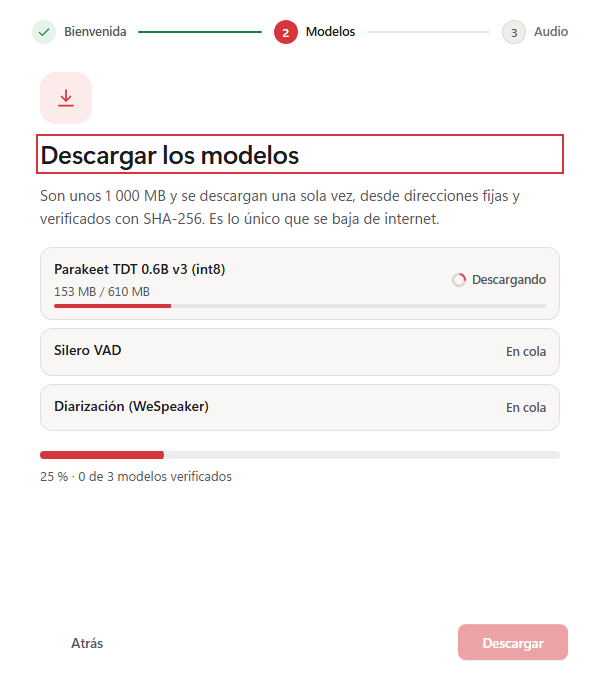 Bienvenida
2 Modelos
3 Audio
Descargar los modelos
Son unos 1 000 MB y se descargan una sola vez, desde direcciones fijas y
verificados con SHA-256. Es lo único que se baja de internet.
Parakeet TDT 0.6B v3 (int8)
Descargando
153 MB / 610 MB
Silero VAD
En cola
Diarización (WeSpeaker)
En cola
25 % · 0 de 3 modelos verificados
Atrás
Descargar